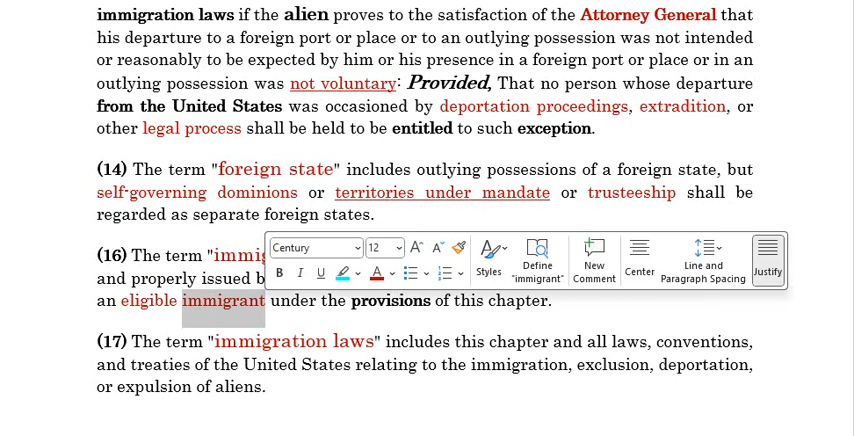 immigration laws if the alien proves to the satisfaction of the Attorney General that
his departure to a foreign port or place or to an outlying possession was not intended
or reasonably to be expected by him or his presence in a foreign port or place or in an
outlying possession was not voluntary: Provided, That no person whose departure
from the United States was occasioned by deportation proceedings, extradition, or
other legal process shall be held to be entitled to such exception.
(14) The term "foreign state" includes outlying possessions of a foreign state, but
self-governing dominions or territories under mandate or trusteeship shall be
regarded as separate foreign states.
(16) The term "immig
and properly issued b
an eligible immigrant under the provisions of this chapter.
Century 12 A A
B I U A Styles Define "immigrant" New Comment Center Line and Paragraph Spacing Justify
(17) The term "immigration laws" includes this chapter and all laws, conventions,
and treaties of the United States relating to the immigration, exclusion, deportation,
or expulsion of aliens.